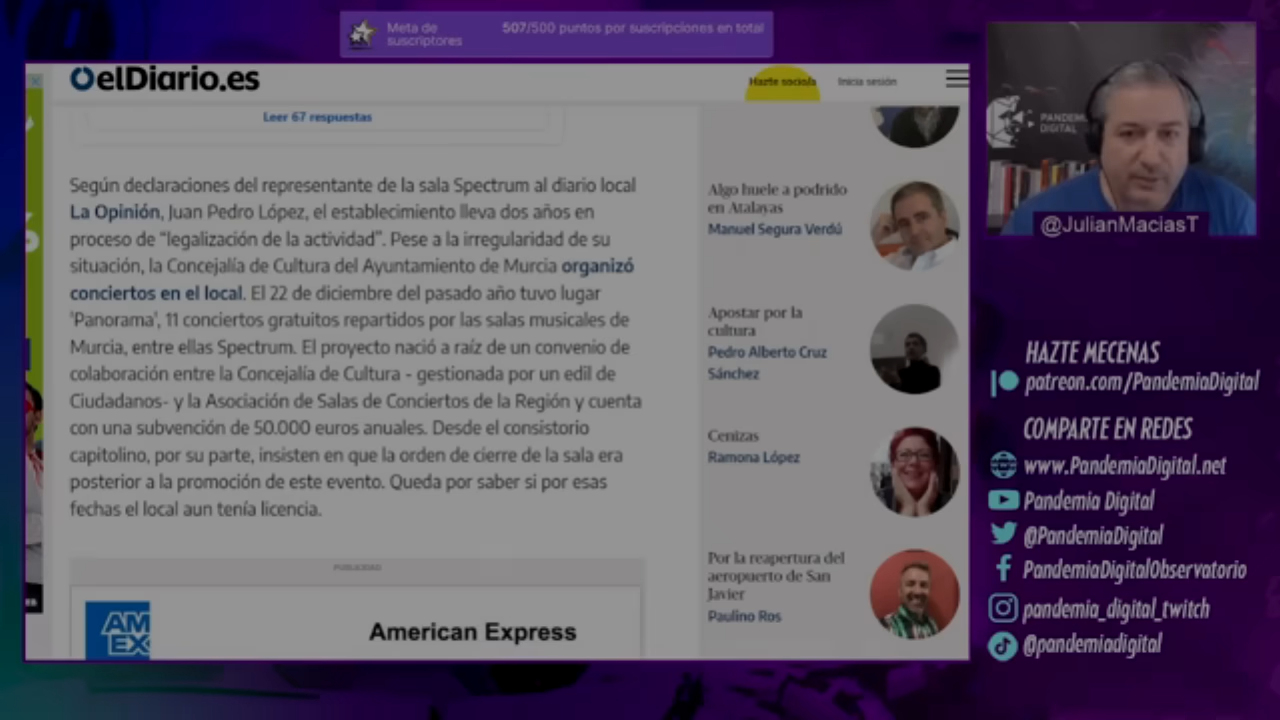 Meta de
suscriptores
507/500 puntos por suscripciones en total
elDiario.es
Hazte socio/a
Inicia sesión
Leer 67 respuestas
Según declaraciones del representante de la sala Spectrum al diario local
La Opinión, Juan Pedro López, el establecimiento lleva dos años en
proceso de “legalización de la actividad”. Pese a la irregularidad de su
situación, la Concejalía de Cultura del Ayuntamiento de Murcia organizó
conciertos en el local. El 22 de diciembre del pasado año tuvo lugar
'Panorama', 11 conciertos gratuitos repartidos por las salas musicales de
Murcia, entre ellas Spectrum. El proyecto nació a raíz de un convenio de
colaboración entre la Concejalía de Cultura - gestionada por un edil de
Ciudadanos- y la Asociación de Salas de Conciertos de la Región y cuenta
con una subvención de 50.000 euros anuales. Desde el consistorio
capitolino, por su parte, insisten en que la orden de cierre de la sala era
posterior a la promoción de este evento. Queda por saber si por esas
fechas el local aun tenía licencia.
PUBLICIDAD
AM
EX
American Express
Algo huele a podrido
en Atalayas
Manuel Segura Verdú
Apostar por la
cultura
Pedro Alberto Cruz
Sánchez
Cenizas
Ramona López
Por la reapertura del
aeropuerto de San
Javier
Paulino Ros
DIGITAL
@JulianMaciasT
HAZTE MECENAS
patreon.com/PandemiaDigital
COMPARTE EN REDES
www.PandemiaDigital.net
Pandemia Digital
@PandemiaDigital
PandemiaDigitalObservatorio
pandemia_digital_twitch
@pandemiadigital